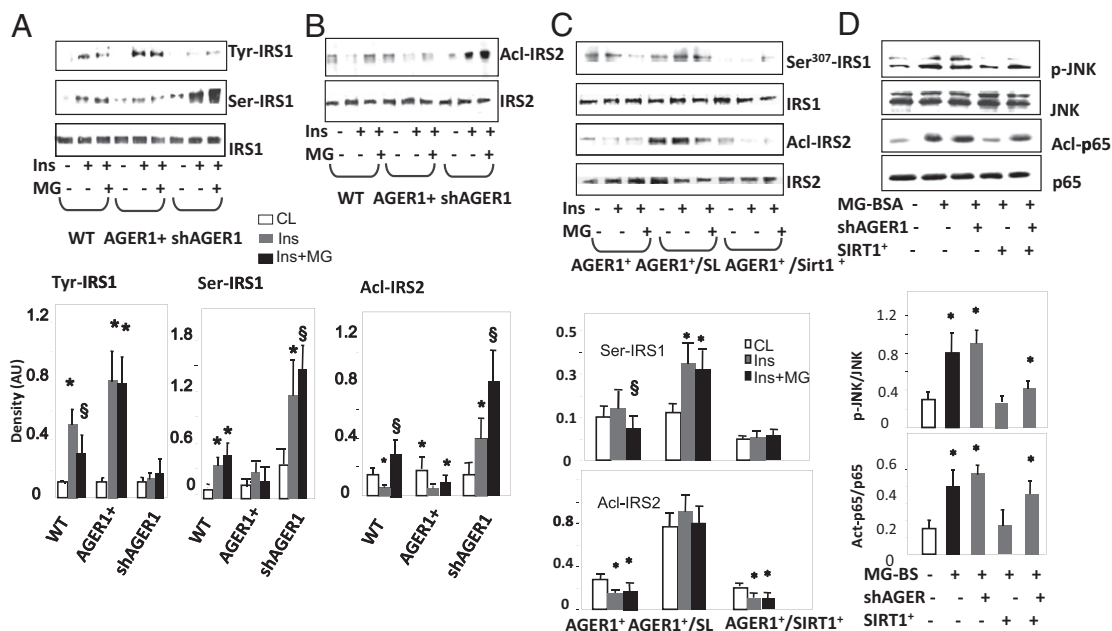 A
Tyr-IRS1
Ser-IRS1
IRS1
Ins - + + - + + - + +
MG + + +
WT AGER1+ shAGER1
CL
Ins
Ins+MG
B
Acl-IRS2
IRS2
- + + - + + - + + Ins
+ + + MG
WT AGER1+ shAGER1
C
Ser307-IRS1
IRS1
Acl-IRS2
IRS2
Ins - + + - + + - + +
MG + + +
AGER1+ AGER1+/SL AGER1+/Sirt1+
D
p-JNK
JNK
Acl-p65
p65
MG-BSA - + + + +
shAGER1 - - + - +
SIRT1+ - - - + +
Tyr-IRS1
Density (AU)
1.2
0.8
0.4
0
* § * *
WT
AGER1+
shAGER1
Ser-IRS1
1.8
1.2
0.6
0
* * * §
WT
AGER1+
shAGER1
Acl-IRS2
1.2
0.8
0.4
0
* § * * * §
WT
AGER1+
shAGER1
Ser-IRS1
0.5
0.3
0.1
0
§ * *
CL
Ins
Ins+MG
Acl-IRS2
0.8
0.4
0
* * * *
AGER1+ AGER1+/SL AGER1+/SIRT1+
p-JNK/JNK
1.2
0.8
0.4
0
* * *
Act-p65/p65
0.6
0.4
0.2
0
* * *
MG-BS - + + + +
shAGER - - + - +
SIRT1+ - - - + +